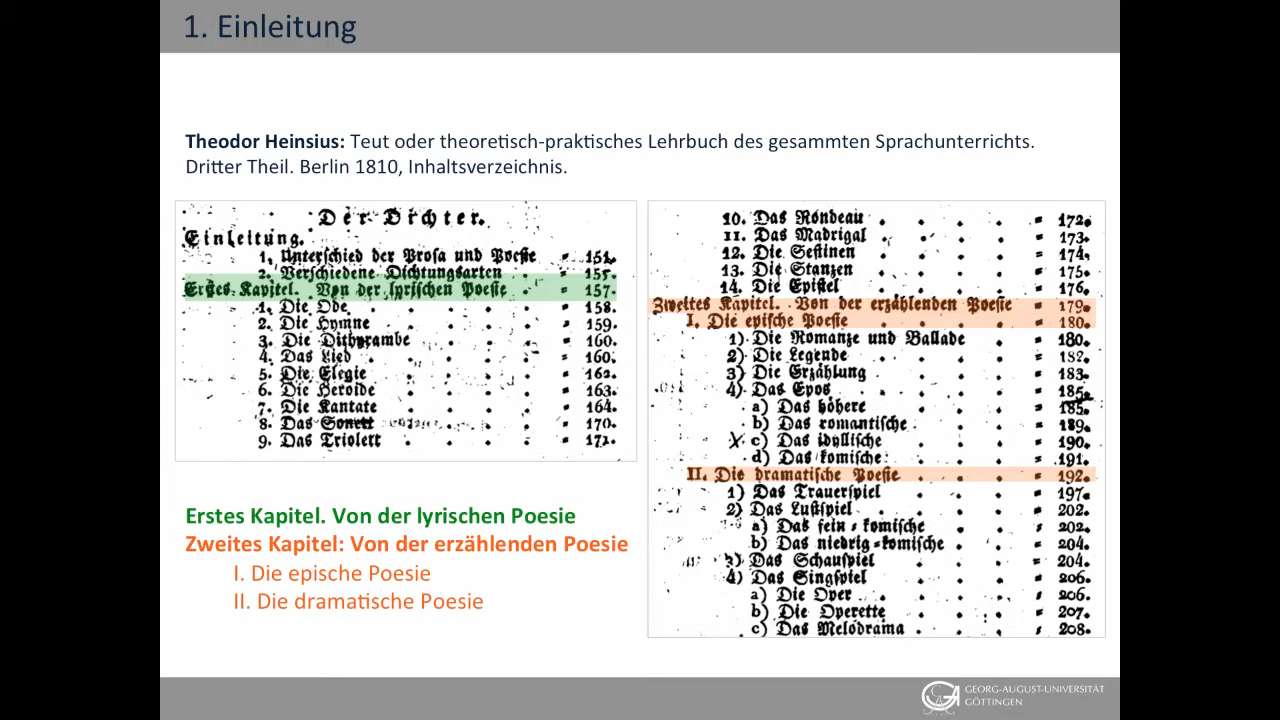 1. Einleitung
Theodor Heinsius: Teut oder theoretisch-praktisches Lehrbuch des gesammten Sprachunterrichts.
Dritter Theil. Berlin 1810, Inhaltsverzeichnis.
Der Dichter.
Einleitung.
1. Unterschied der Prosa und Poesie = 151.
2. Verschiedene Dichtungsarten . = 155.
Erstes Kapitel. Von der lyrischen Poesie . = 157.
1. Die Ode . . . . . = 158.
2. Die Hymne . . . . = 159.
3. Die Dithyrambe . . . = 160.
4. Das Lied . . . . . = 160.
5. Die Elegie . . . . . = 162.
6. Die Heroide . . . . = 163.
7. Die Kantate . . . . = 164.
8. Das Sonett . . . = 170.
9. Das Triolett . . . . = 171.
10. Das Rondeau . . . . = 172.
11. Das Madrigal . . . . = 173.
12. Die Sestinen . . . . = 174.
13. Die Stanzen . . . . = 175.
14. Die Epistel . . . . = 176.
Zweites Kapitel. Von der erzählenden Poesie = 179.
I. Die epische Poesie . . . . = 180.
1) Die Romanze und Ballade . = 180.
2) Die Legende . . . . = 182.
3) Die Erzählung . . . . = 183.
4) Das Epos . . . . = 185.
a) Das höhere . . . . = 185.
b) Das romantische . . . = 189.
c) Das idyllische . . . = 190.
d) Das komische . . . = 191.
II. Die dramatische Poesie . . . = 192.
1) Das Trauerspiel . . . = 197.
2) Das Lustspiel . . . . = 202.
a) Das fein = komische . . = 202.
b) Das niedrig=komische . . = 204.
3) Das Schauspiel . . . = 204.
4) Das Singspiel . . . . = 206.
a) Die Oper . . . . = 206.
b) Die Operette . . . = 207.
c) Das Melodrama . . . = 208.
Erstes Kapitel. Von der lyrischen Poesie
Zweites Kapitel: Von der erzählenden Poesie
I. Die epische Poesie
II. Die dramatische Poesie
GEORG-AUGUST-UNIVERSITÄT
GÖTTINGEN